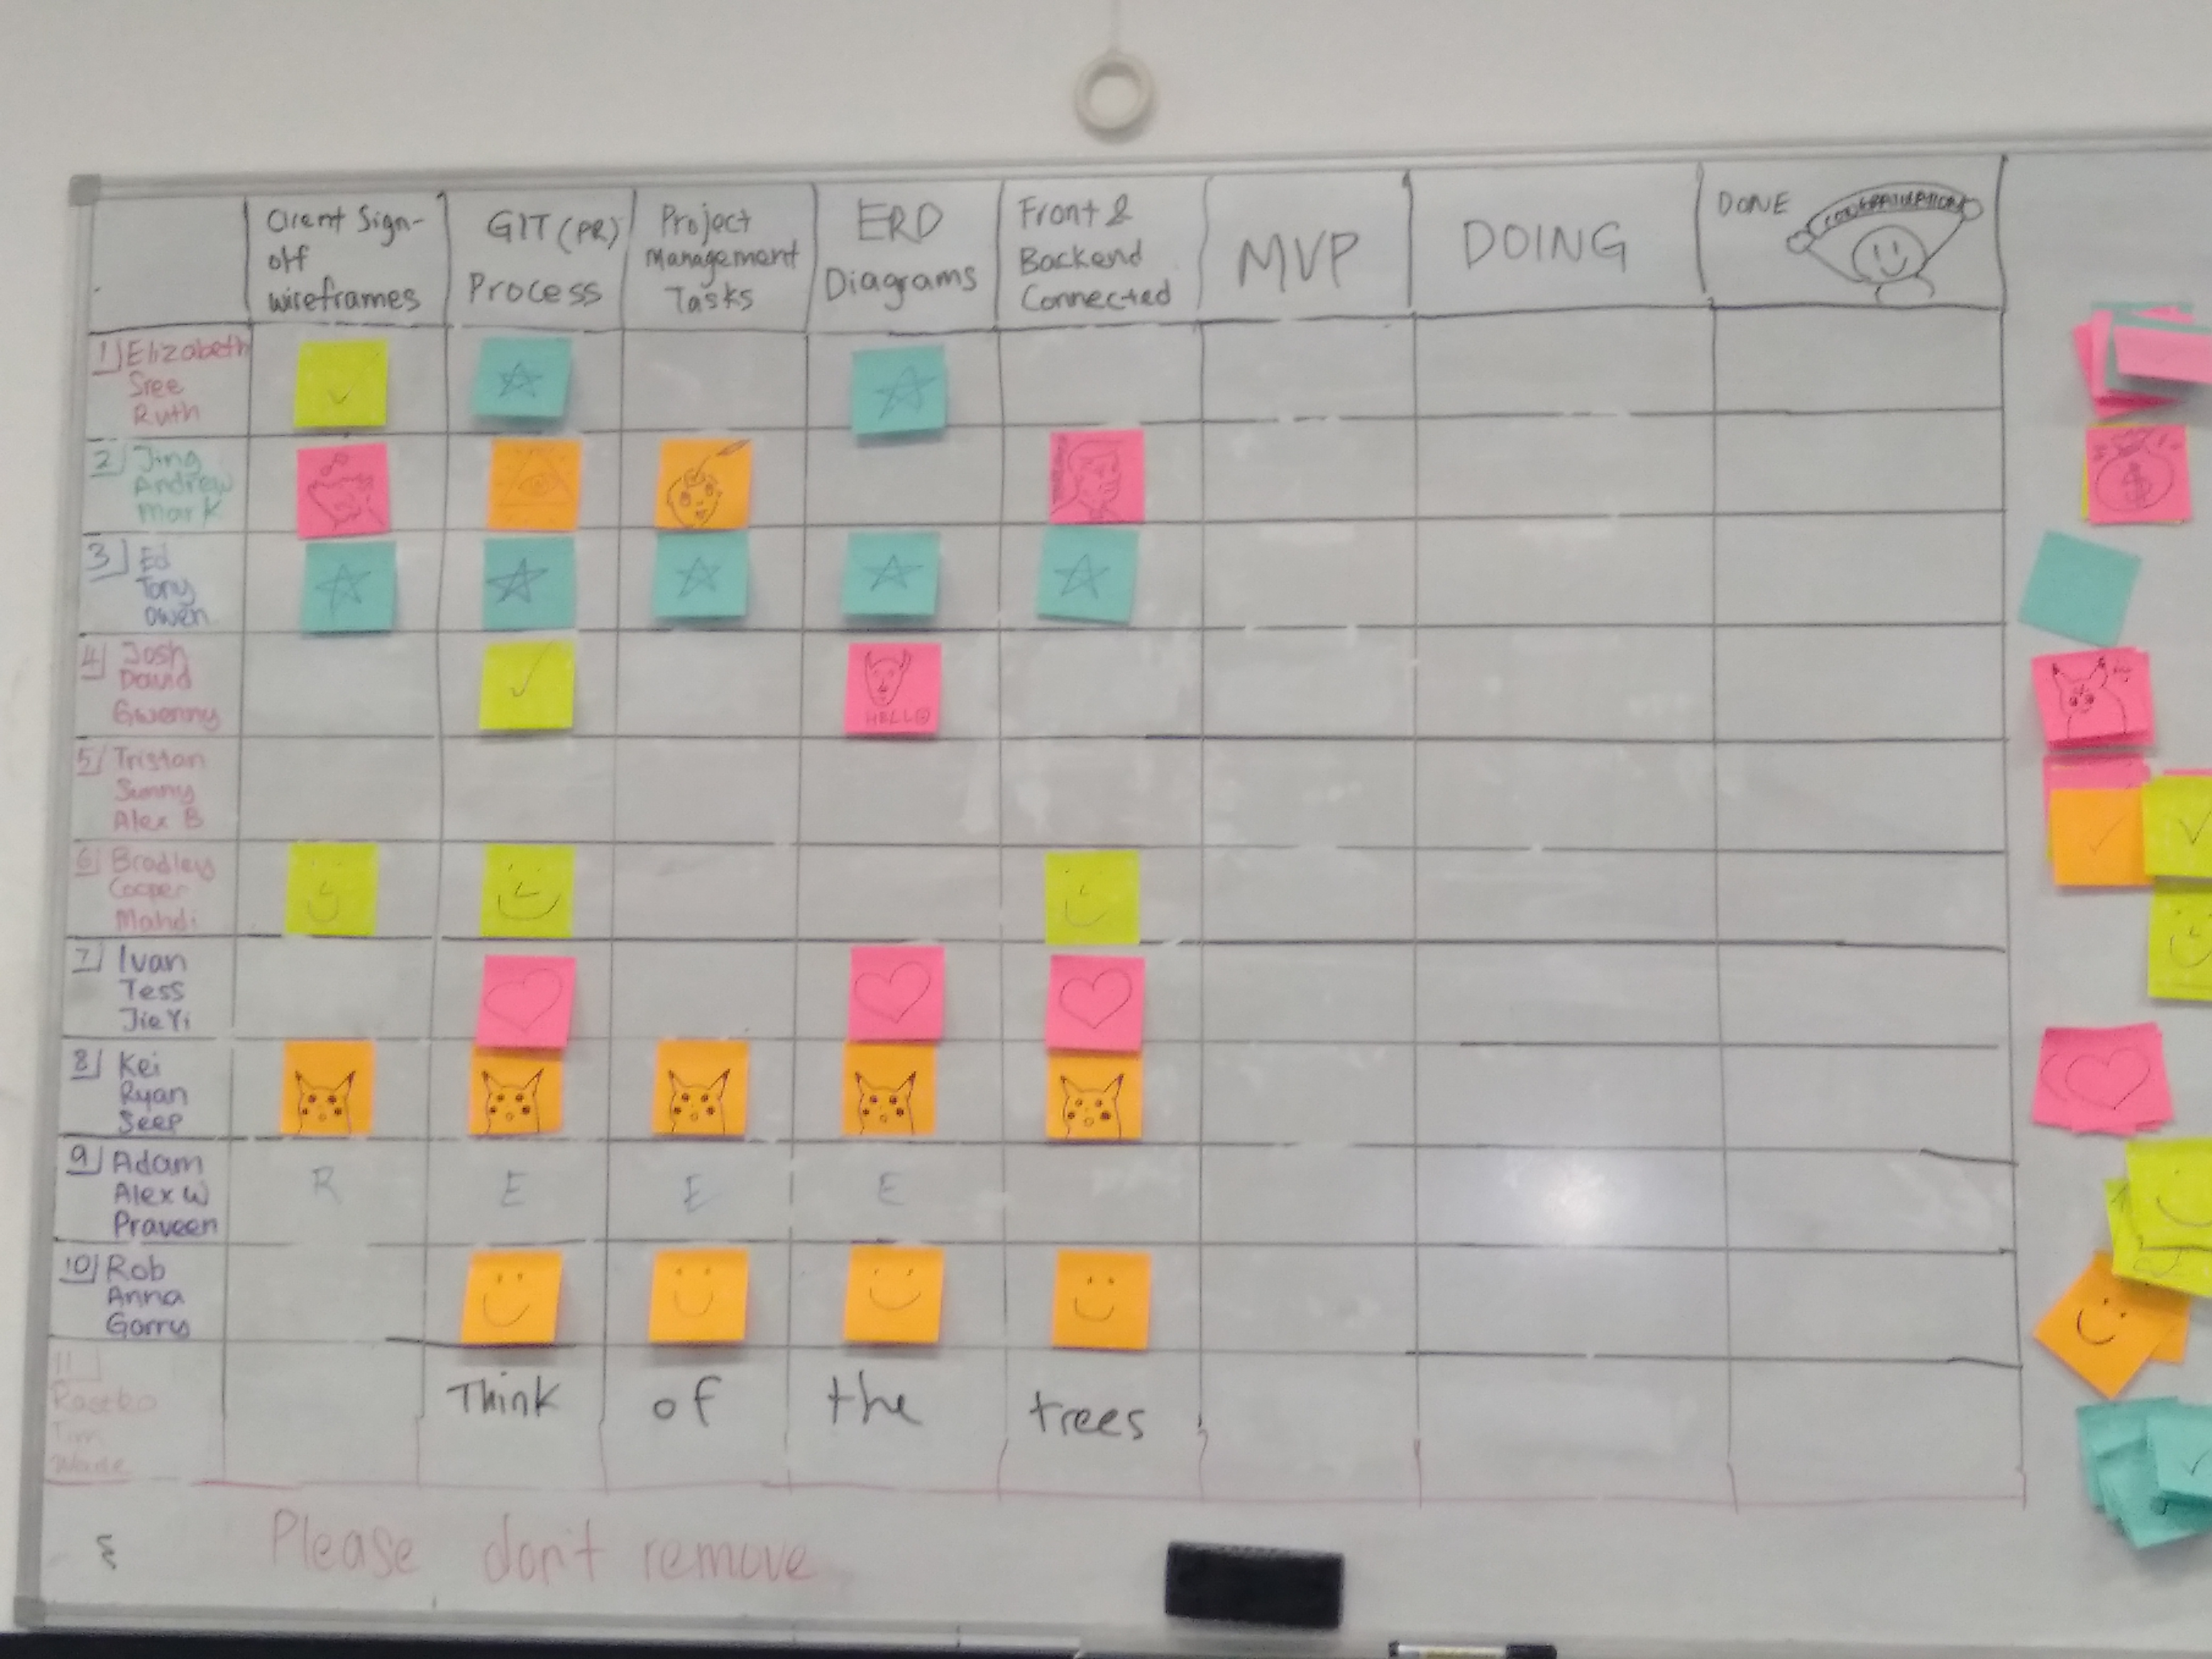 Client Sign-
off
wireframes
GIT (PR)
Process
Project
Management
Tasks
ERD
Diagrams
Front &
Backend
Connected
MVP
DOING
DONE
CONGRATULATIONS
1 Elizabeth
Sree
Ruth
2 Jing
Andrew
Mark
3 Ed
Tony
Owen
4 Josh
David
Gwenny
HELLO
5 Tristan
Sunny
Alex B
6 Bradley
Cooper
Mahdi
7 Ivan
Tess
JieYi
8 Kei
Ryan
Seep
9 Adam
Alex W
Praveen
R E E E
10 Rob
Anna
Garry
11
Tim
Wade
Think of the trees
Please don't remove
$